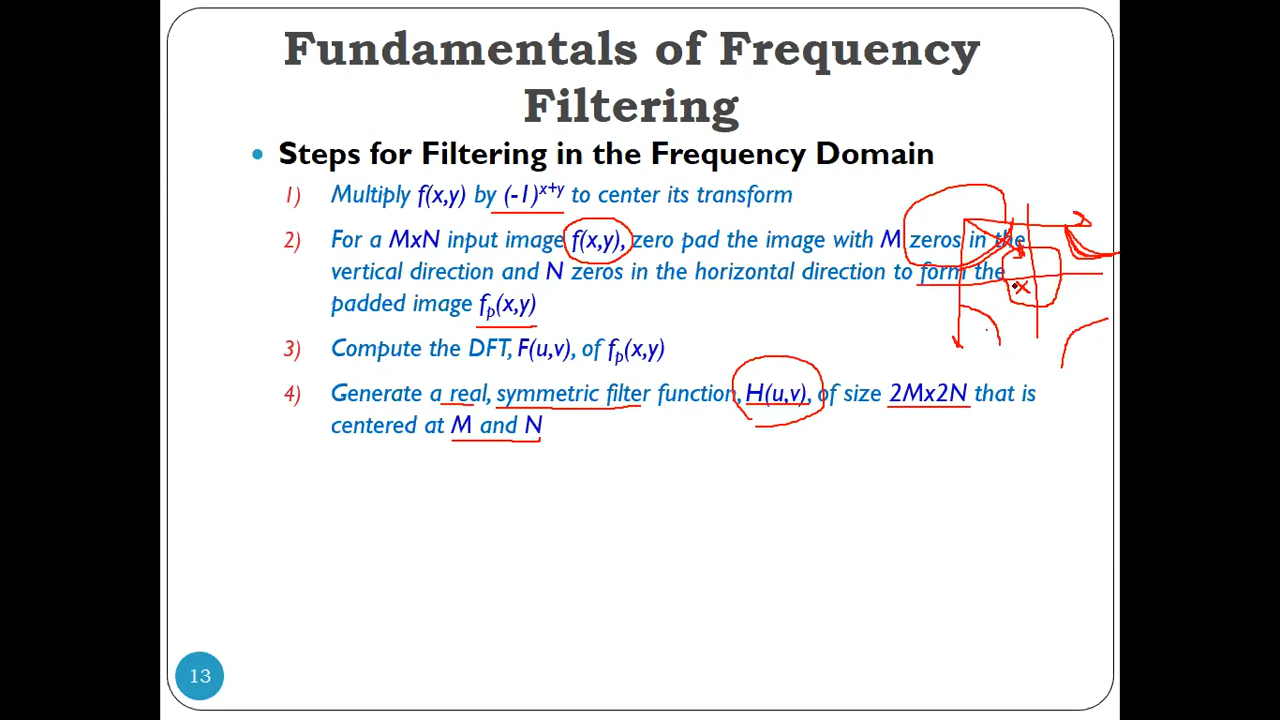 Fundamentals of Frequency
Filtering
• Steps for Filtering in the Frequency Domain
1) Multiply f(x,y) by (-1)ˣ⁺ʸ to center its transform
2) For a MxN input image f(x,y), zero pad the image with M zeros in the
vertical direction and N zeros in the horizontal direction to form the
padded image fₚ(x,y)
3) Compute the DFT, F(u,v), of fₚ(x,y)
4) Generate a real, symmetric filter function, H(u,v), of size 2Mx2N that is
centered at M and N
13